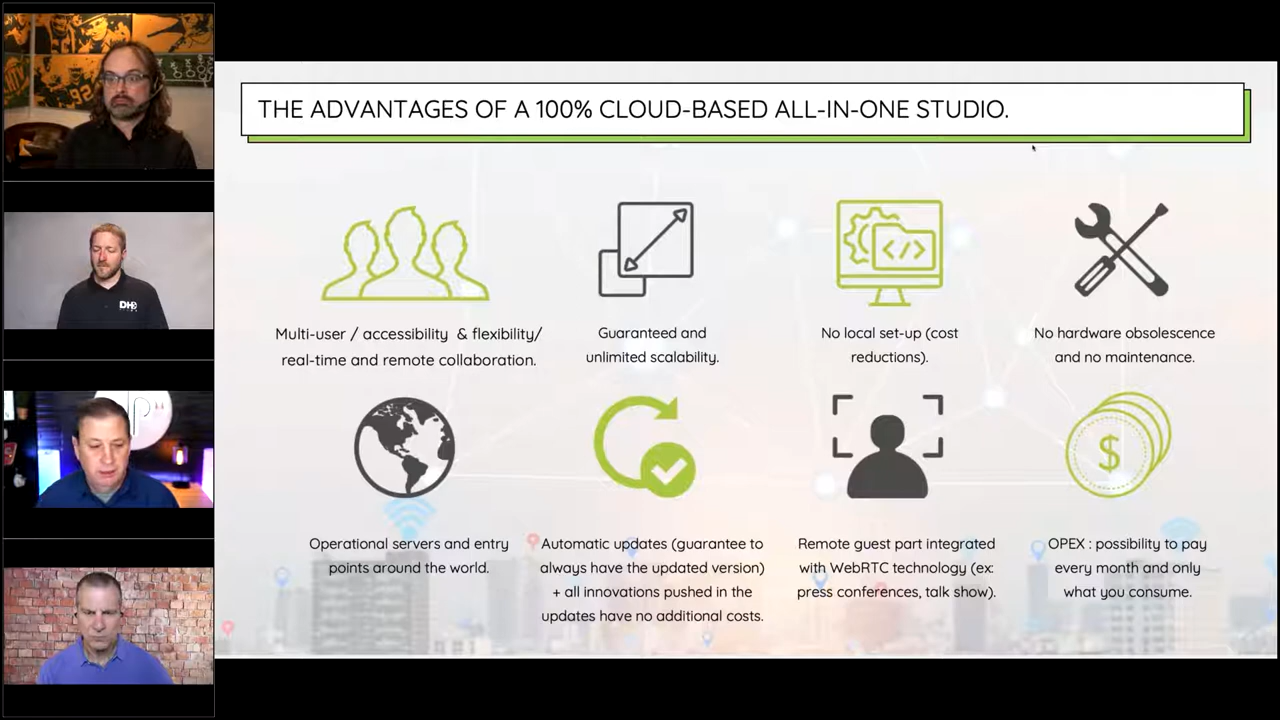 THE ADVANTAGES OF A 100% CLOUD-BASED ALL-IN-ONE STUDIO.
Multi-user / accessibility & flexibility/
real-time and remote collaboration.
Guaranteed and
unlimited scalability.
No local set-up (cost
reductions).
No hardware obsolescence
and no maintenance.
Operational servers and entry
points around the world.
Automatic updates (guarantee to
always have the updated version)
+ all innovations pushed in the
updates have no additional costs.
Remote guest part integrated
with WebRTC technology (ex:
press conferences, talk show).
$
OPEX : possibility to pay
every month and only
what you consume.